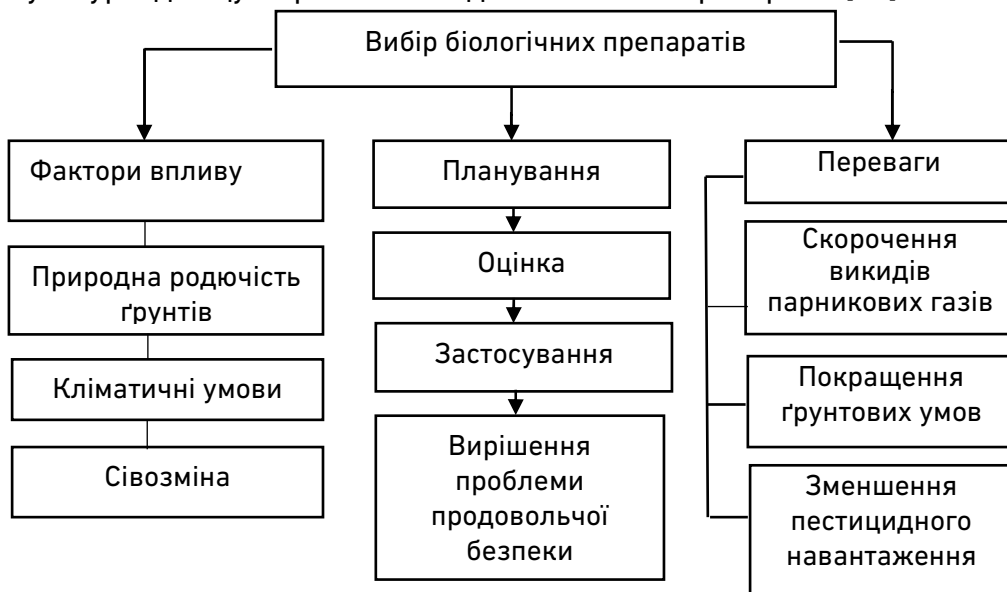 Вибір біологічних препаратів
Фактори впливу
Природна родючість
ґрунтів
Кліматичні умови
Сівозміна
Планування
Оцінка
Застосування
Вирішення
проблеми
продовольчої
безпеки
Переваги
Скорочення
викидів
парникових газів
Покращення
ґрунтових умов
Зменшення
пестицидного
навантаження